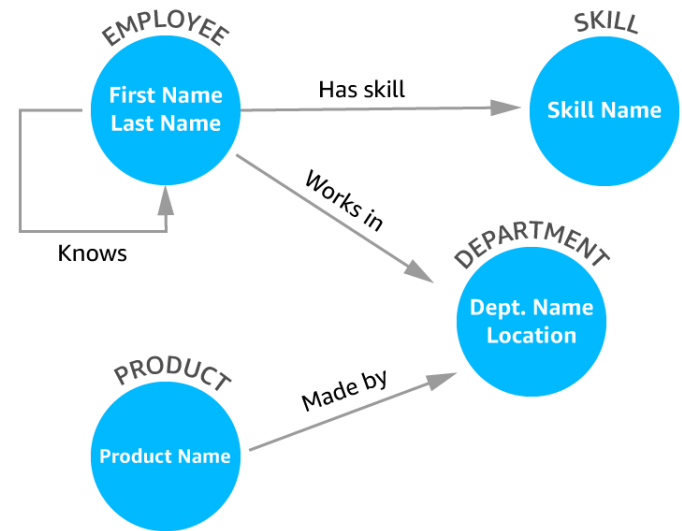 EMPLOYEE
First Name
Last Name
SKILL
Skill Name
Has skill
Knows
Works in
DEPARTMENT
Dept. Name
Location
PRODUCT
Product Name
Made by